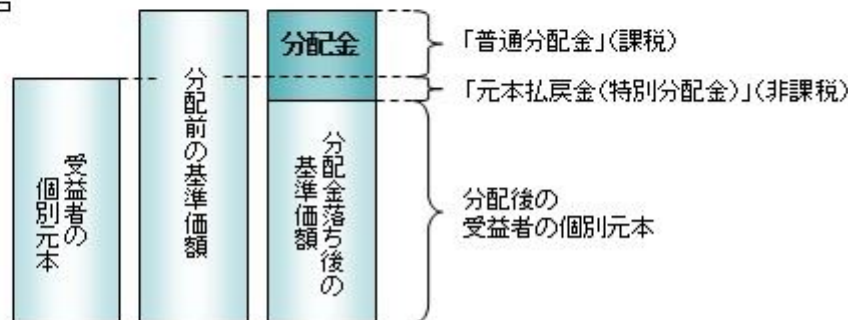 受益者の
個別元本
分配前の基準価額
分配金
分配金落ち後の
基準価額
「普通分配金」(課税)
「元本払戻金(特別分配金)」(非課税)
分配後の
受益者の個別元本